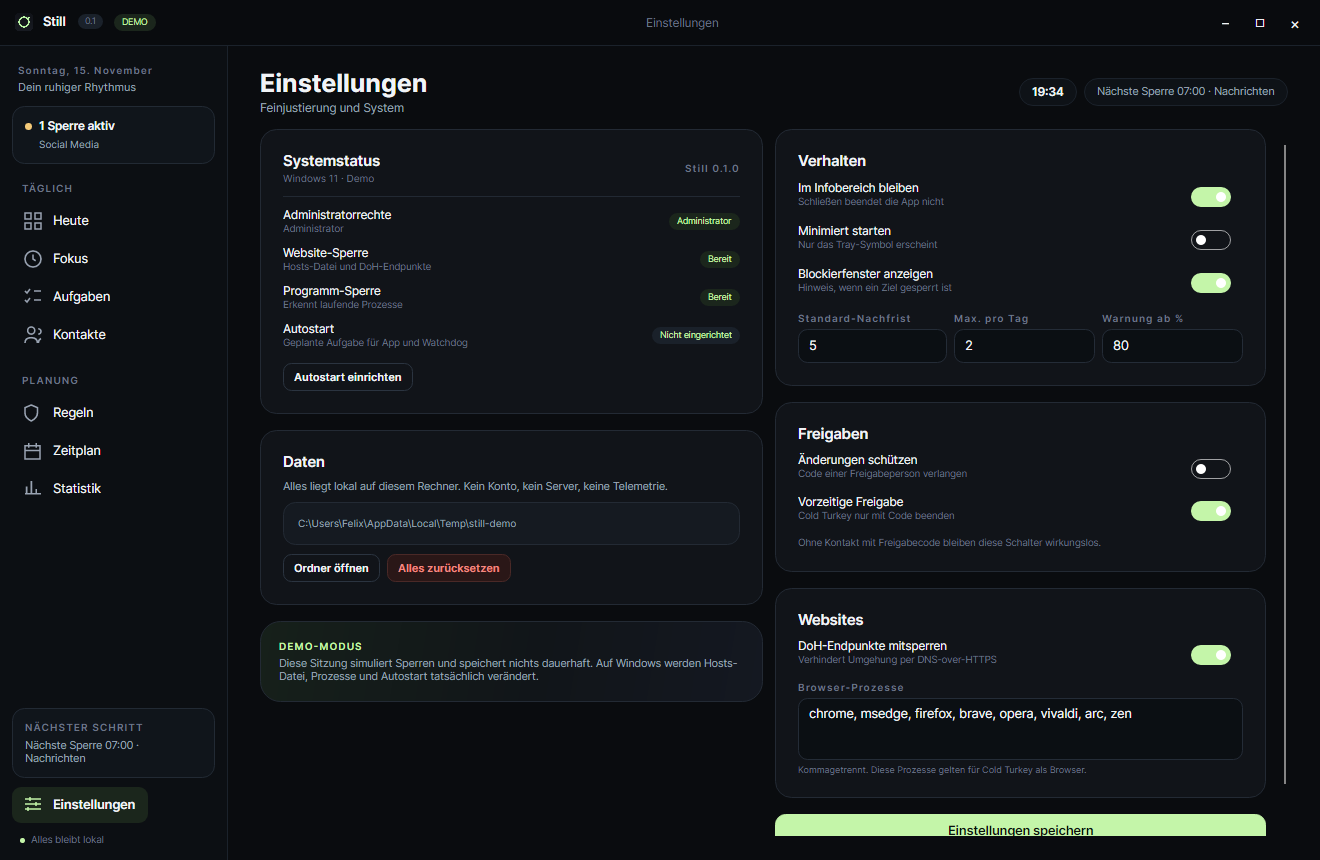 Still 0.1 DEMO
Einstellungen
Sonntag, 15. November
Dein ruhiger Rhythmus
1 Sperre aktiv
Social Media
TÄGLICH
Heute
Fokus
Aufgaben
Kontakte
PLANUNG
Regeln
Zeitplan
Statistik
NÄCHSTER SCHRITT
Nächste Sperre 07:00 ·
Nachrichten
Einstellungen
Alles bleibt lokal
Einstellungen
Feinjustierung und System
19:34
Nächste Sperre 07:00 · Nachrichten
Systemstatus
Windows 11 · Demo
Still 0.1.0
Administratorrechte
Administrator
Administrator
Website-Sperre
Hosts-Datei und DoH-Endpunkte
Bereit
Programm-Sperre
Erkennt laufende Prozesse
Bereit
Autostart
Geplante Aufgabe für App und Watchdog
Nicht eingerichtet
Autostart einrichten
Daten
Alles liegt lokal auf diesem Rechner. Kein Konto, kein Server, keine Telemetrie.
C:\Users\Felix\AppData\Local\Temp\still-demo
Ordner öffnen
Alles zurücksetzen
DEMO-MODUS
Diese Sitzung simuliert Sperren und speichert nichts dauerhaft. Auf Windows werden Hosts-
Datei, Prozesse und Autostart tatsächlich verändert.
Verhalten
Im Infobereich bleiben
Schließen beendet die App nicht
Minimiert starten
Nur das Tray-Symbol erscheint
Blockierfenster anzeigen
Hinweis, wenn ein Ziel gesperrt ist
Standard-Nachfrist Max. pro Tag Warnung ab %
5 2 80
Freigaben
Änderungen schützen
Code einer Freigabeperson verlangen
Vorzeitige Freigabe
Cold Turkey nur mit Code beenden
Ohne Kontakt mit Freigabecode bleiben diese Schalter wirkungslos.
Websites
DoH-Endpunkte mitsperren
Verhindert Umgehung per DNS-over-HTTPS
Browser-Prozesse
chrome, msedge, firefox, brave, opera, vivaldi, arc, zen
Kommagetrennt. Diese Prozesse gelten für Cold Turkey als Browser.
Einstellungen speichern